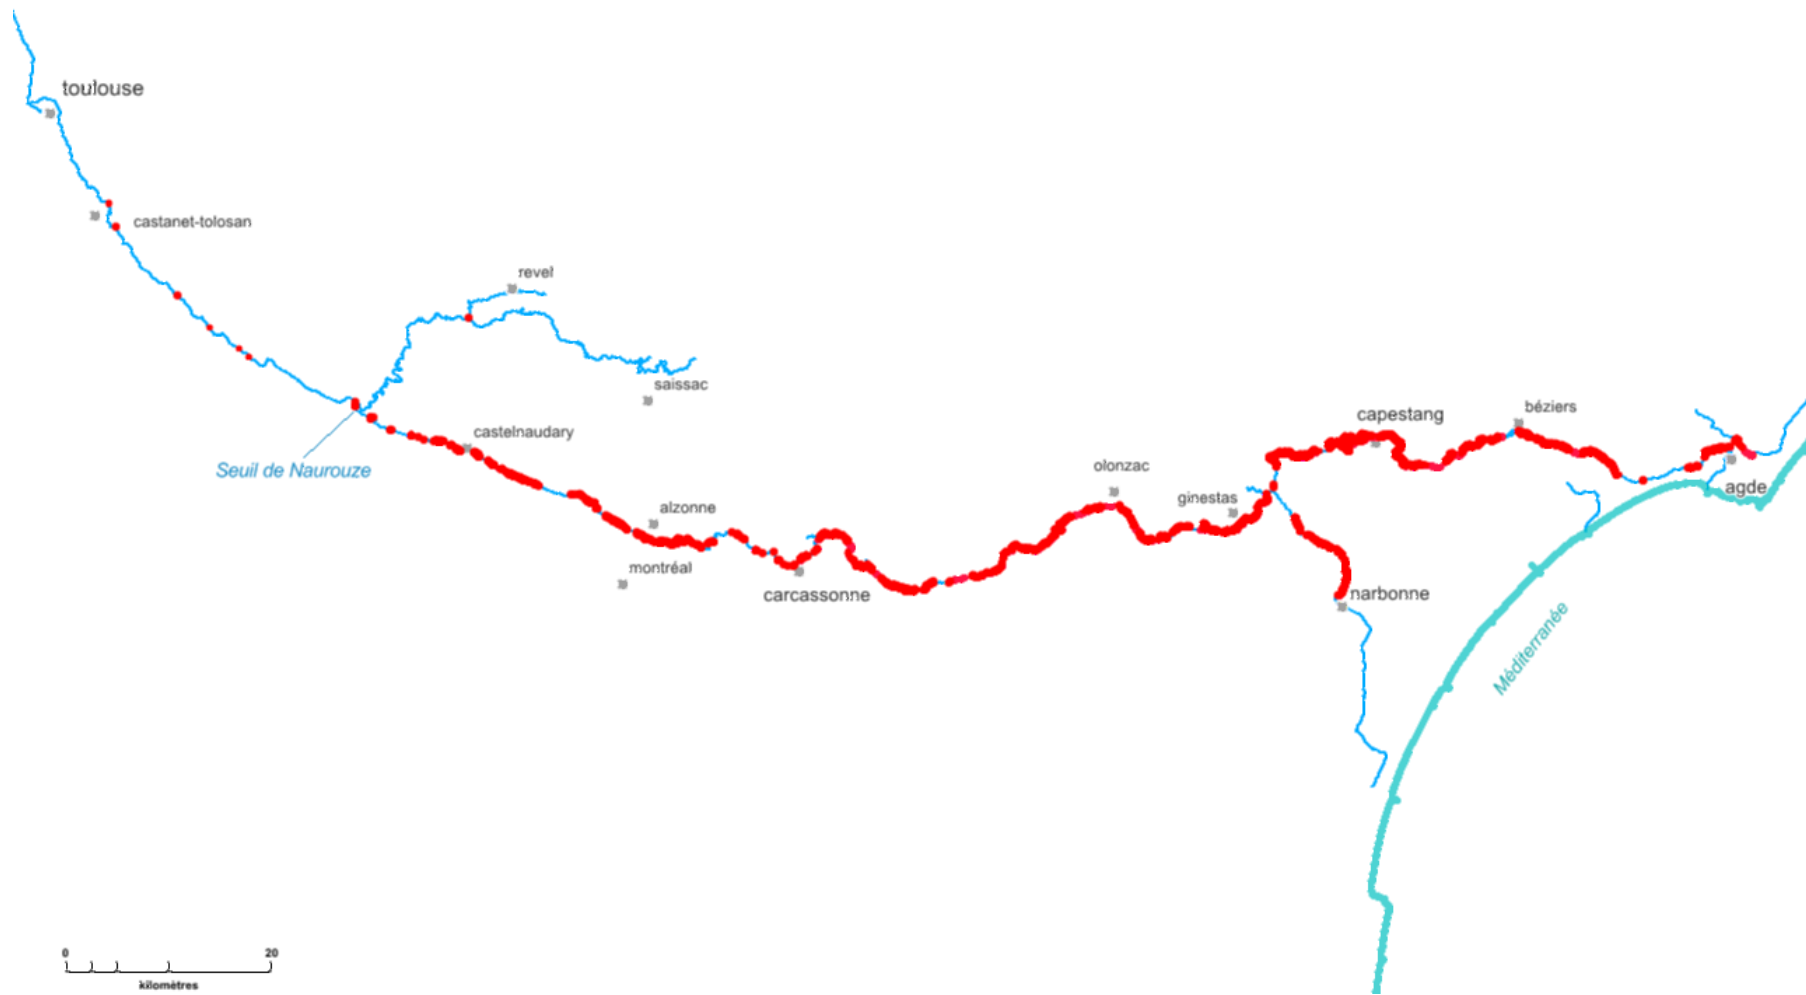 toulouse
castanet-tolosan
revel
saissac
Seuil de Naurouze
castelnaudary
alzonne
montréal
carcassonne
olonzac
ginestas
capestang
béziers
agde
narbonne
Méditerranée
0 20
kilomètres